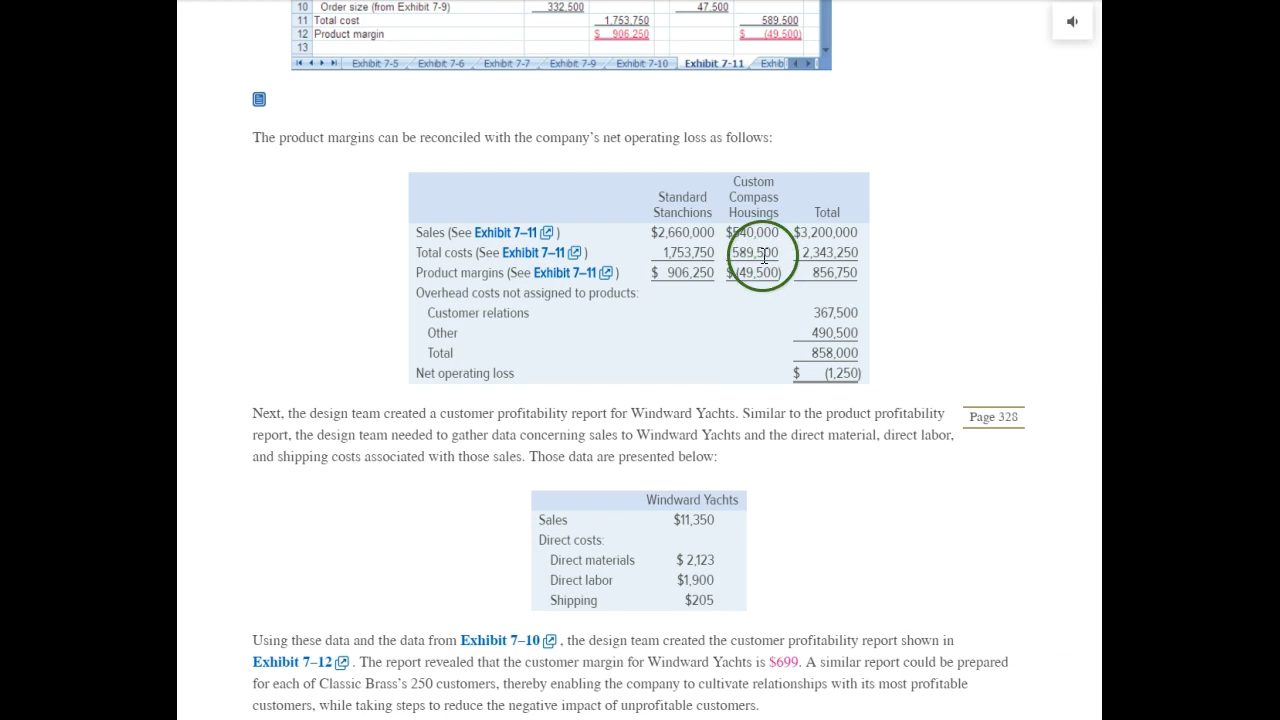 10 Order size (from Exhibit 7-9) 332,500 47,500
11 Total cost 1,753,750 589,500
12 Product margin $ 906,250 $ (49,500)
13
Exhibit 7-5 Exhibit 7-6 Exhibit 7-7 Exhibit 7-9 Exhibit 7-10 Exhibit 7-11 Exhib
The product margins can be reconciled with the company’s net operating loss as follows:
Custom
Standard Compass
Stanchions Housings Total
Sales (See Exhibit 7–11 ) $2,660,000 $540,000 $3,200,000
Total costs (See Exhibit 7–11 ) 1,753,750 589,500 2,343,250
Product margins (See Exhibit 7–11 ) $ 906,250 $ (49,500) 856,750
Overhead costs not assigned to products:
Customer relations 367,500
Other 490,500
Total 858,000
Net operating loss $ (1,250)
Next, the design team created a customer profitability report for Windward Yachts. Similar to the product profitability Page 328
report, the design team needed to gather data concerning sales to Windward Yachts and the direct material, direct labor,
and shipping costs associated with those sales. Those data are presented below:
Windward Yachts
Sales $11,350
Direct costs:
Direct materials $ 2,123
Direct labor $1,900
Shipping $205
Using these data and the data from Exhibit 7–10 , the design team created the customer profitability report shown in
Exhibit 7–12 . The report revealed that the customer margin for Windward Yachts is $699. A similar report could be prepared
for each of Classic Brass’s 250 customers, thereby enabling the company to cultivate relationships with its most profitable
customers, while taking steps to reduce the negative impact of unprofitable customers.